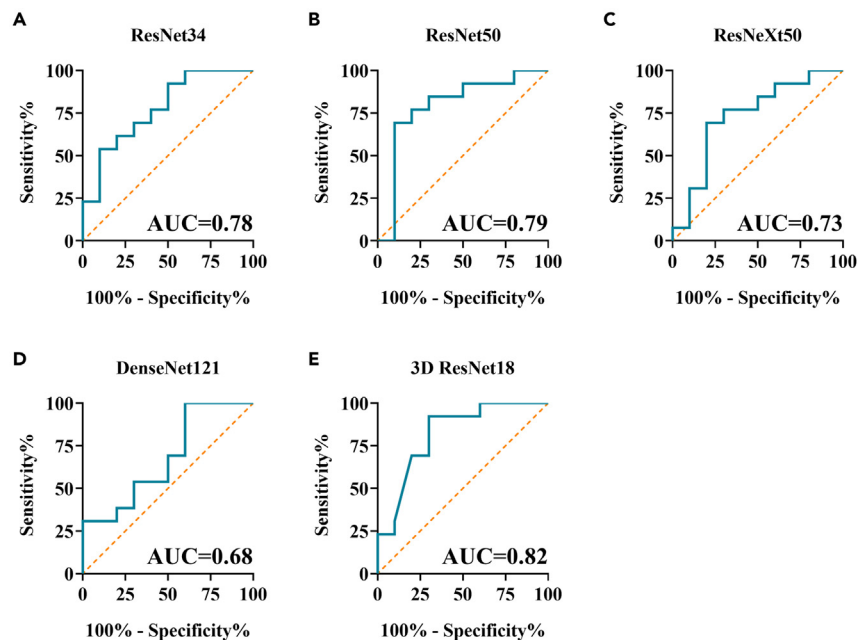 A
ResNet34
100
75
50
25
0
Sensitivity%
AUC=0.78
0 25 50 75 100
100% - Specificity%
B
ResNet50
100
75
50
25
0
Sensitivity%
AUC=0.79
0 25 50 75 100
100% - Specificity%
C
ResNeXt50
100
75
50
25
0
Sensitivity%
AUC=0.73
0 25 50 75 100
100% - Specificity%
D
DenseNet121
100
75
50
25
0
Sensitivity%
AUC=0.68
0 25 50 75 100
100% - Specificity%
E
3D ResNet18
100
75
50
25
0
Sensitivity%
AUC=0.82
0 25 50 75 100
100% - Specificity%